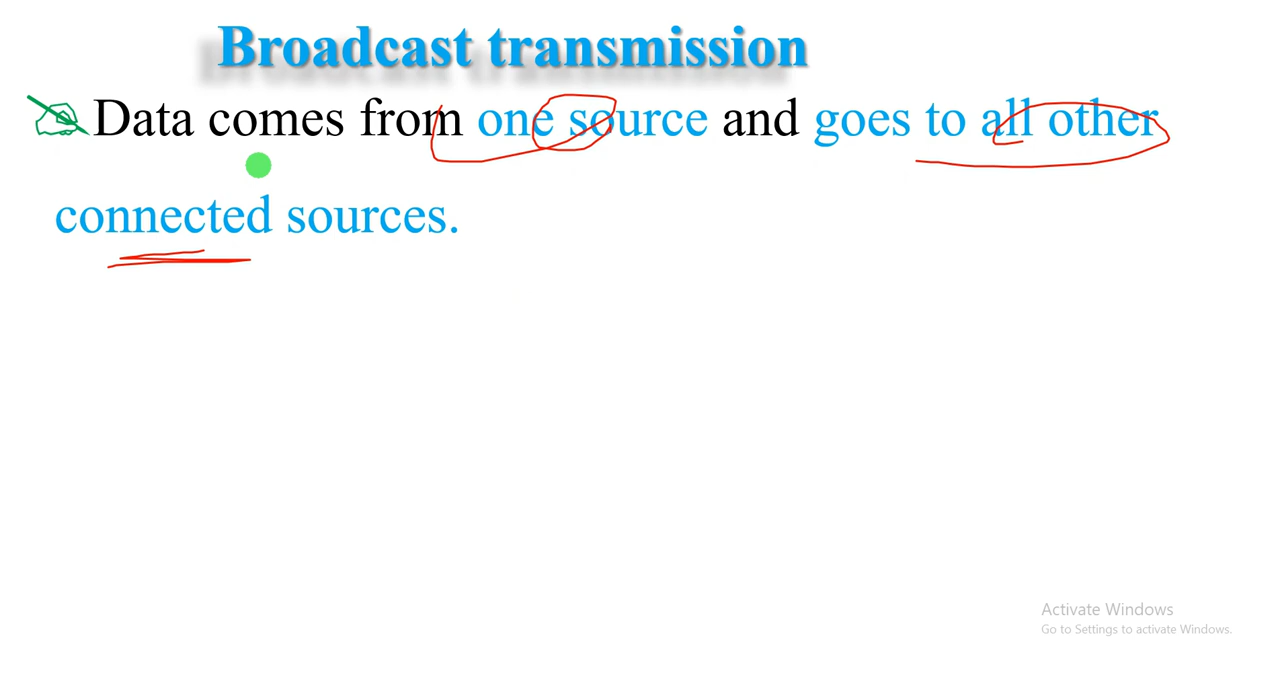 Broadcast transmission
Data comes from one source and goes to all other
connected sources.
Activate Windows
Go to Settings to activate Windows.